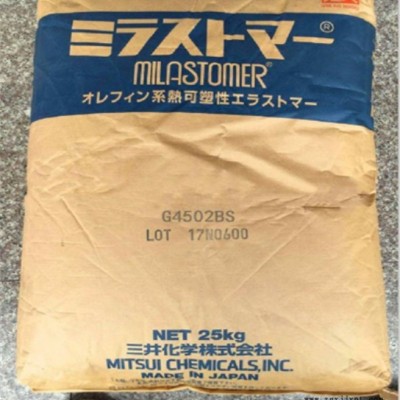 ミラストマー®
MILASTOMER®
オレフィン系熱可塑性エラストマー
G4502BS
LOT 17N0600
NET 25kg
三井化学株式会社
MITSUI CHEMICALS, INC.
MADE IN JAPAN